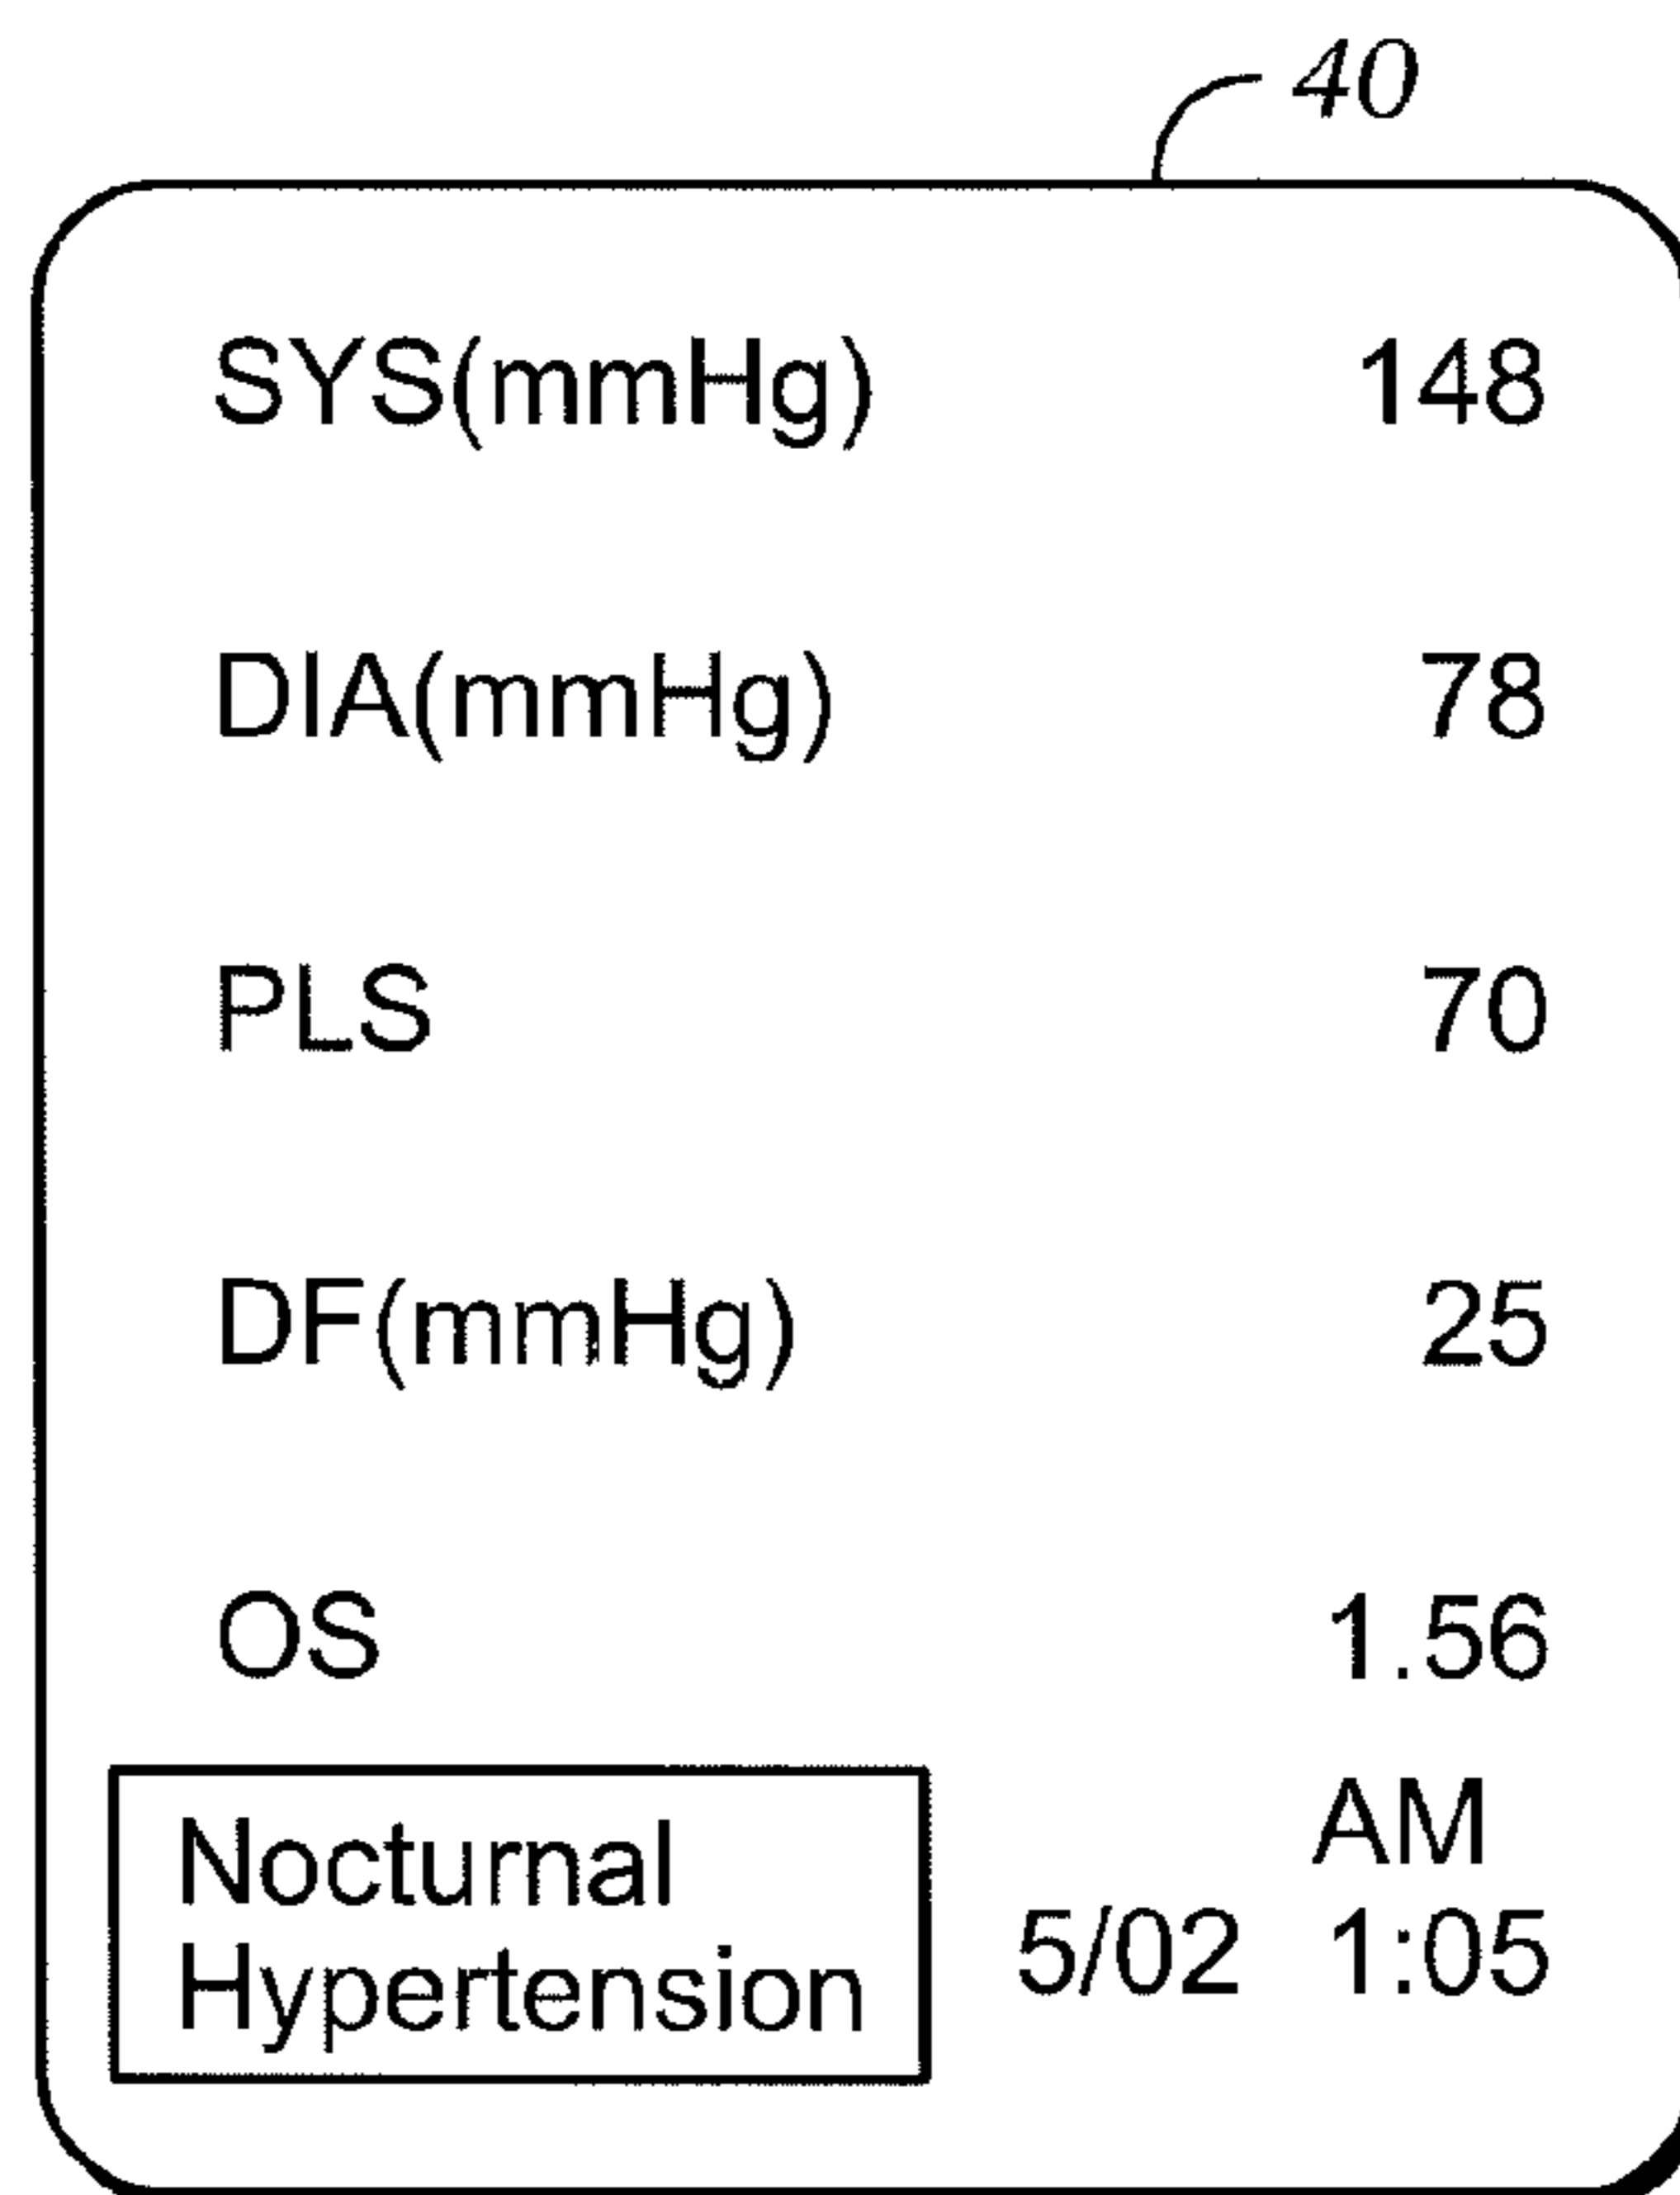 40
SYS(mmHg) 148
DIA(mmHg) 78
PLS 70
DF(mmHg) 25
OS 1.56
AM
Nocturnal
Hypertension
5/02 1:05